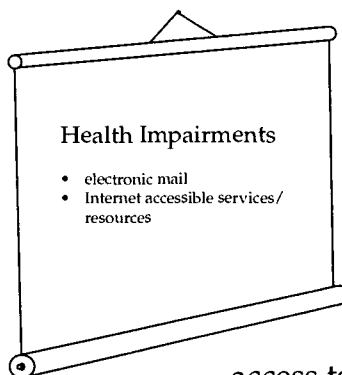 Health Impairments
• electronic mail
• Internet accessible services/
resources
access to